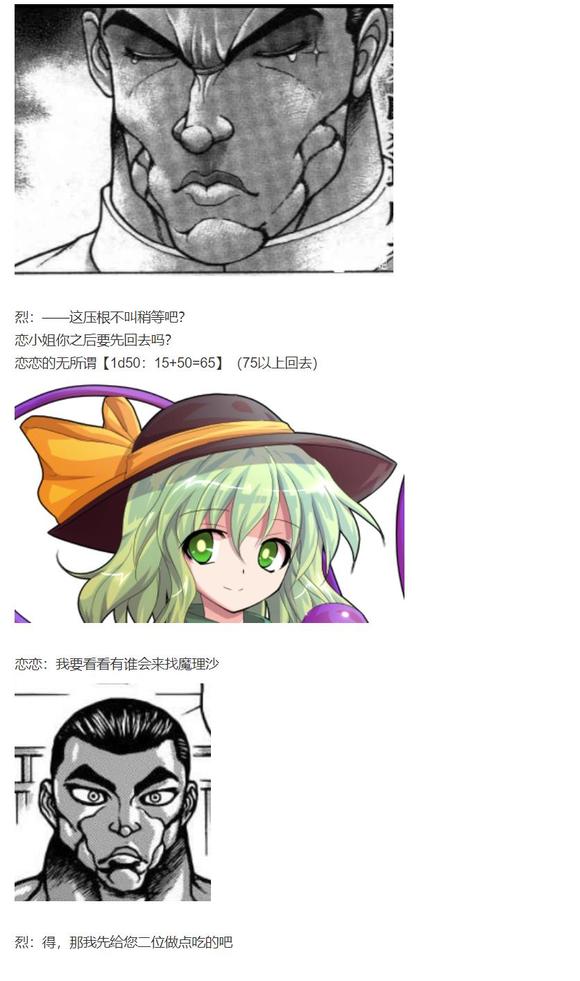 烈：——这压根不叫稍等吧？
恋小姐你之后要先回去吗？
恋恋的无所谓【1d50：15+50=65】（75以上回去）
恋恋：我要看看有谁会来找魔理沙
烈：得，那我先给您二位做点吃的吧